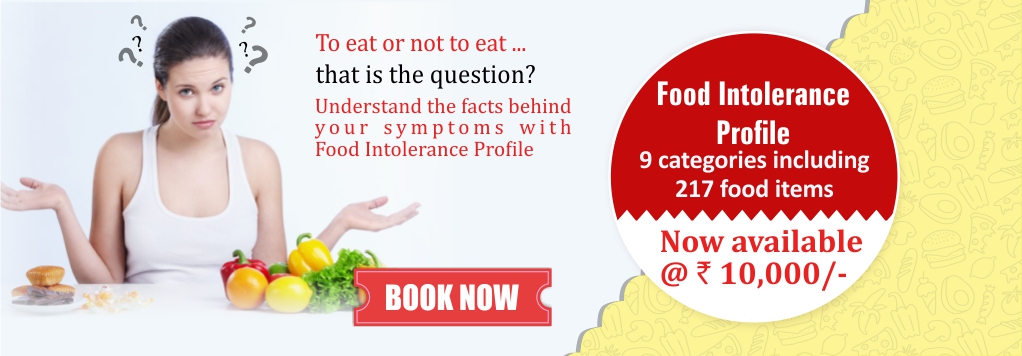 To eat or not to eat ...
that is the question?
Understand the facts behind
your symptoms with
Food Intolerance Profile
BOOK NOW
Food Intolerance
Profile
9 categories including
217 food items
Now available
@ ₹ 10,000/-